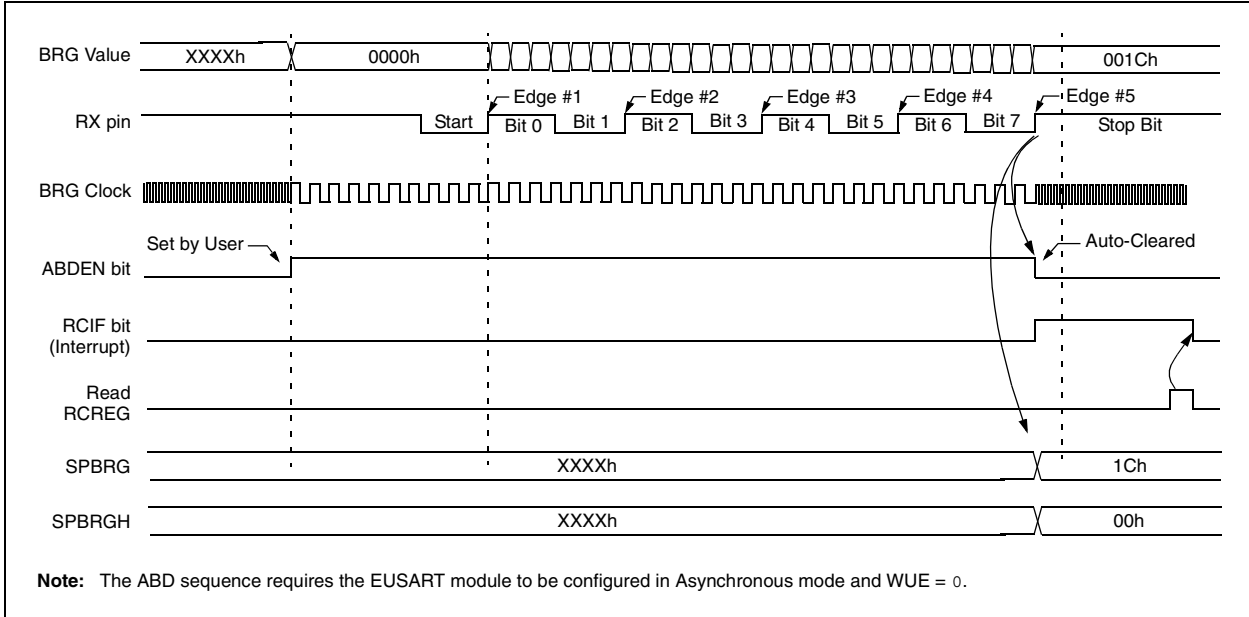 BRG Value
XXXXh
0000h
001Ch
RX pin
Start
Edge #1
Bit 0
Bit 1
Edge #2
Bit 2
Bit 3
Edge #3
Bit 4
Bit 5
Edge #4
Bit 6
Bit 7
Edge #5
Stop Bit
BRG Clock
Set by User
Auto-Cleared
ABDEN bit
RCIF bit
(Interrupt)
Read
RCREG
SPBRG
XXXXh
1Ch
SPBRGH
XXXXh
00h
Note: The ABD sequence requires the EUSART module to be configured in Asynchronous mode and WUE = 0.